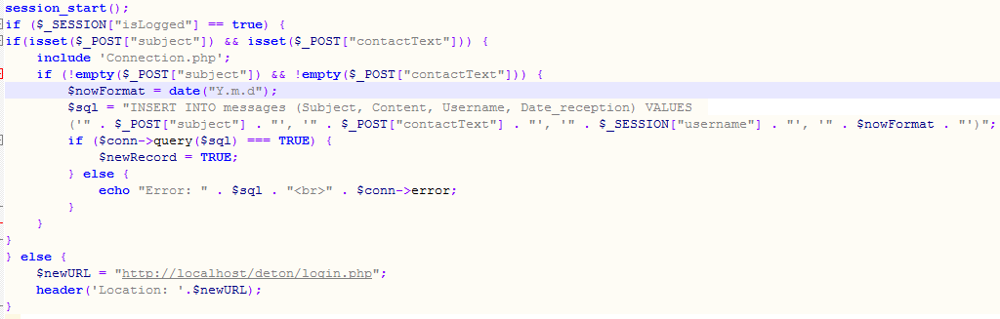 session_start();
if ($_SESSION["isLogged"] == true) {
if(isset($_POST["subject"]) && isset($_POST["contactText"])) {
include 'Connection.php';
if (!empty($_POST["subject"]) && !empty($_POST["contactText"])) {
$nowFormat = date("Y.m.d");
$sql = "INSERT INTO messages (Subject, Content, Username, Date_reception) VALUES
('" . $_POST["subject"] . "', '" . $_POST["contactText"] . "', '" . $_SESSION["username"] . "', '" . $nowFormat . "')";
if ($conn->query($sql) === TRUE) {
$newRecord = TRUE;
} else {
echo "Error: " . $sql . "<br>" . $conn->error;
}
}
}
} else {
$newURL = "http://localhost/deton/login.php";
header('Location: '.$newURL);
}